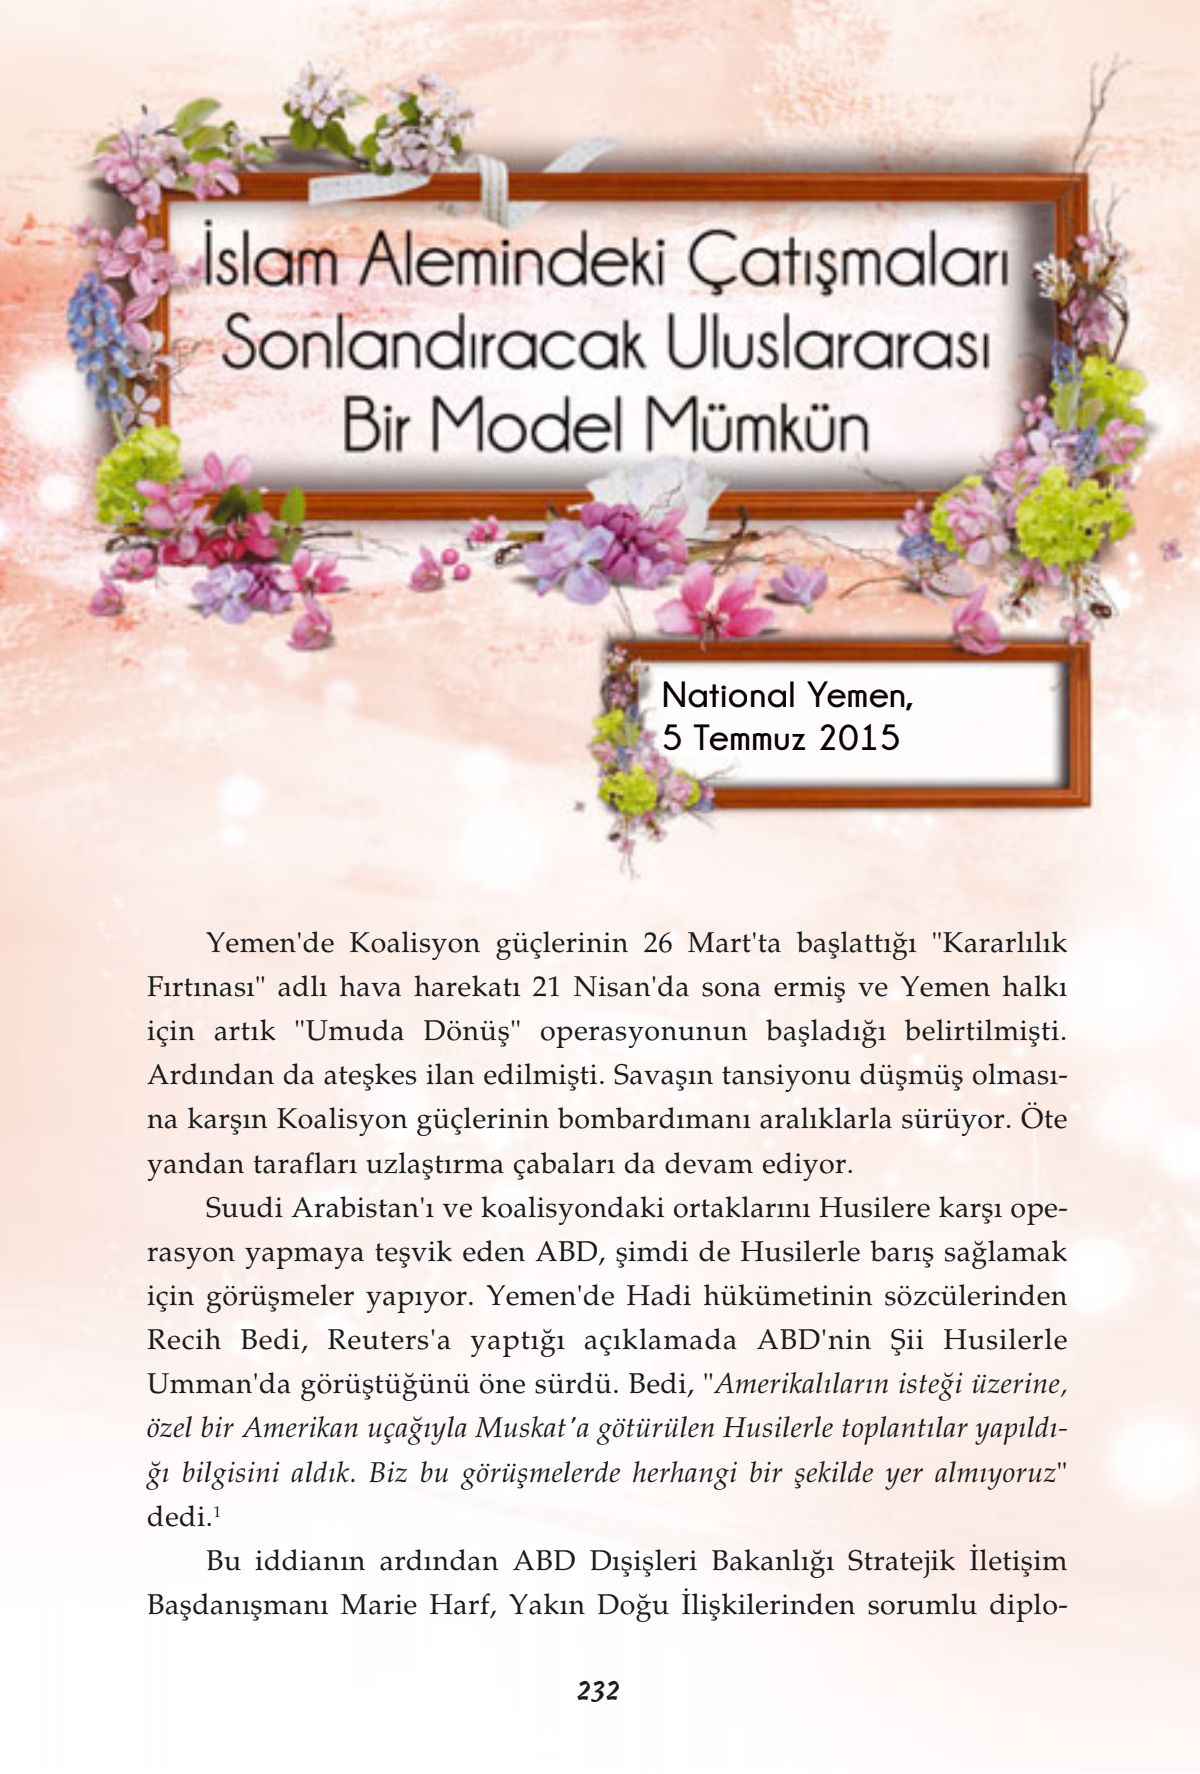 İslam Alemindeki Çatışmaları
Sonlandıracak Uluslararası
Bir Model Mümkün
National Yemen,
5 Temmuz 2015
Yemen'de Koalisyon güçlerinin 26 Mart'ta başlattığı "Kararlılık
Fırtınası" adlı hava harekatı 21 Nisan'da sona ermiş ve Yemen halkı
için artık "Umuda Dönüş" operasyonunun başladığı belirtilmişti.
Ardından da ateşkes ilan edilmişti. Savaşın tansiyonu düşmüş olması-
na karşın Koalisyon güçlerinin bombardımanı aralıklarla sürüyor. Öte
yandan tarafları uzlaştırma çabaları da devam ediyor.
Suudi Arabistan'ı ve koalisyondaki ortaklarını Husilere karşı ope-
rasyon yapmaya teşvik eden ABD, şimdi de Husilerle barış sağlamak
için görüşmeler yapıyor. Yemen'de Hadi hükümetinin sözcülerinden
Recih Bedi, Reuters'a yaptığı açıklamada ABD'nin Şii Husilerle
Umman'da görüştüğünü öne sürdü. Bedi, "Amerikalıların isteği üzerine,
özel bir Amerikan uçağıyla Muskat'a götürülen Husilerle toplantılar yapıldı-
ğı bilgisini aldık. Biz bu görüşmelerde herhangi bir şekilde yer almıyoruz"
dedi.¹
Bu iddianın ardından ABD Dışişleri Bakanlığı Stratejik İletişim
Başdanışmanı Marie Harf, Yakın Doğu İlişkilerinden sorumlu diplo-
232